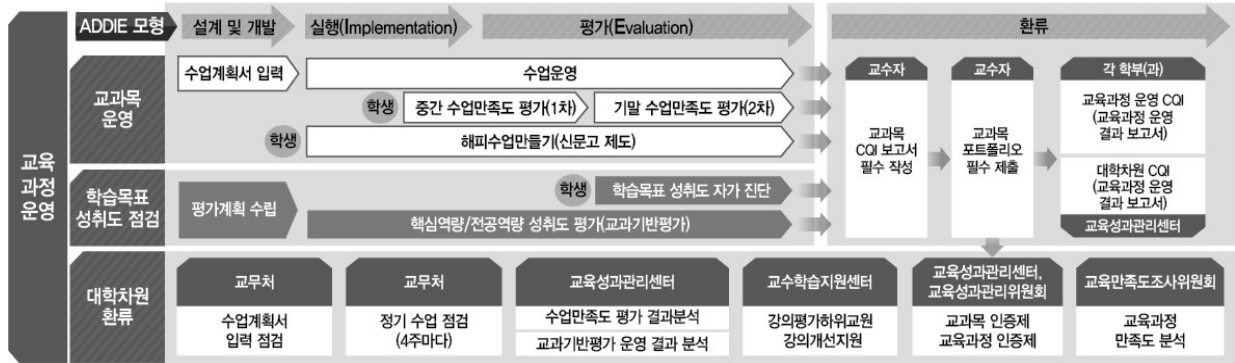 교육
과정
운영
ADDIE 모형
설계 및 개발
실행(Implementation)
평가(Evaluation)
환류
교과목
운영
수업계획서 입력
수업운영
학생
중간 수업만족도 평가(1차)
기말 수업만족도 평가(2차)
학생
해피수업만들기(신문고 제도)
학습목표
성취도 점검
평가계획 수립
학생
학습목표 성취도 자가 진단
핵심역량/전공역량 성취도 평가(교과기반평가)
교수자
교과목
CQI 보고서
필수 작성
교수자
교과목
포트폴리오
필수 제출
각 학부(과)
교육과정 운영 CQI
(교육과정 운영
결과 보고서)
대학차원 CQI
(교육과정 운영
결과 보고서)
교육성과관리센터
대학차원
환류
교무처
수업계획서
입력 점검
교무처
정기 수업 점검
(4주마다)
교육성과관리센터
수업만족도 평가 결과분석
교과기반평가 운영 결과 분석
교수학습지원센터
강의평가하위교원
강의개선지원
교육성과관리센터,
교육성과관리위원회
교과목 인증제
교육과정 인증제
교육만족도조사위원회
교육과정
만족도 분석